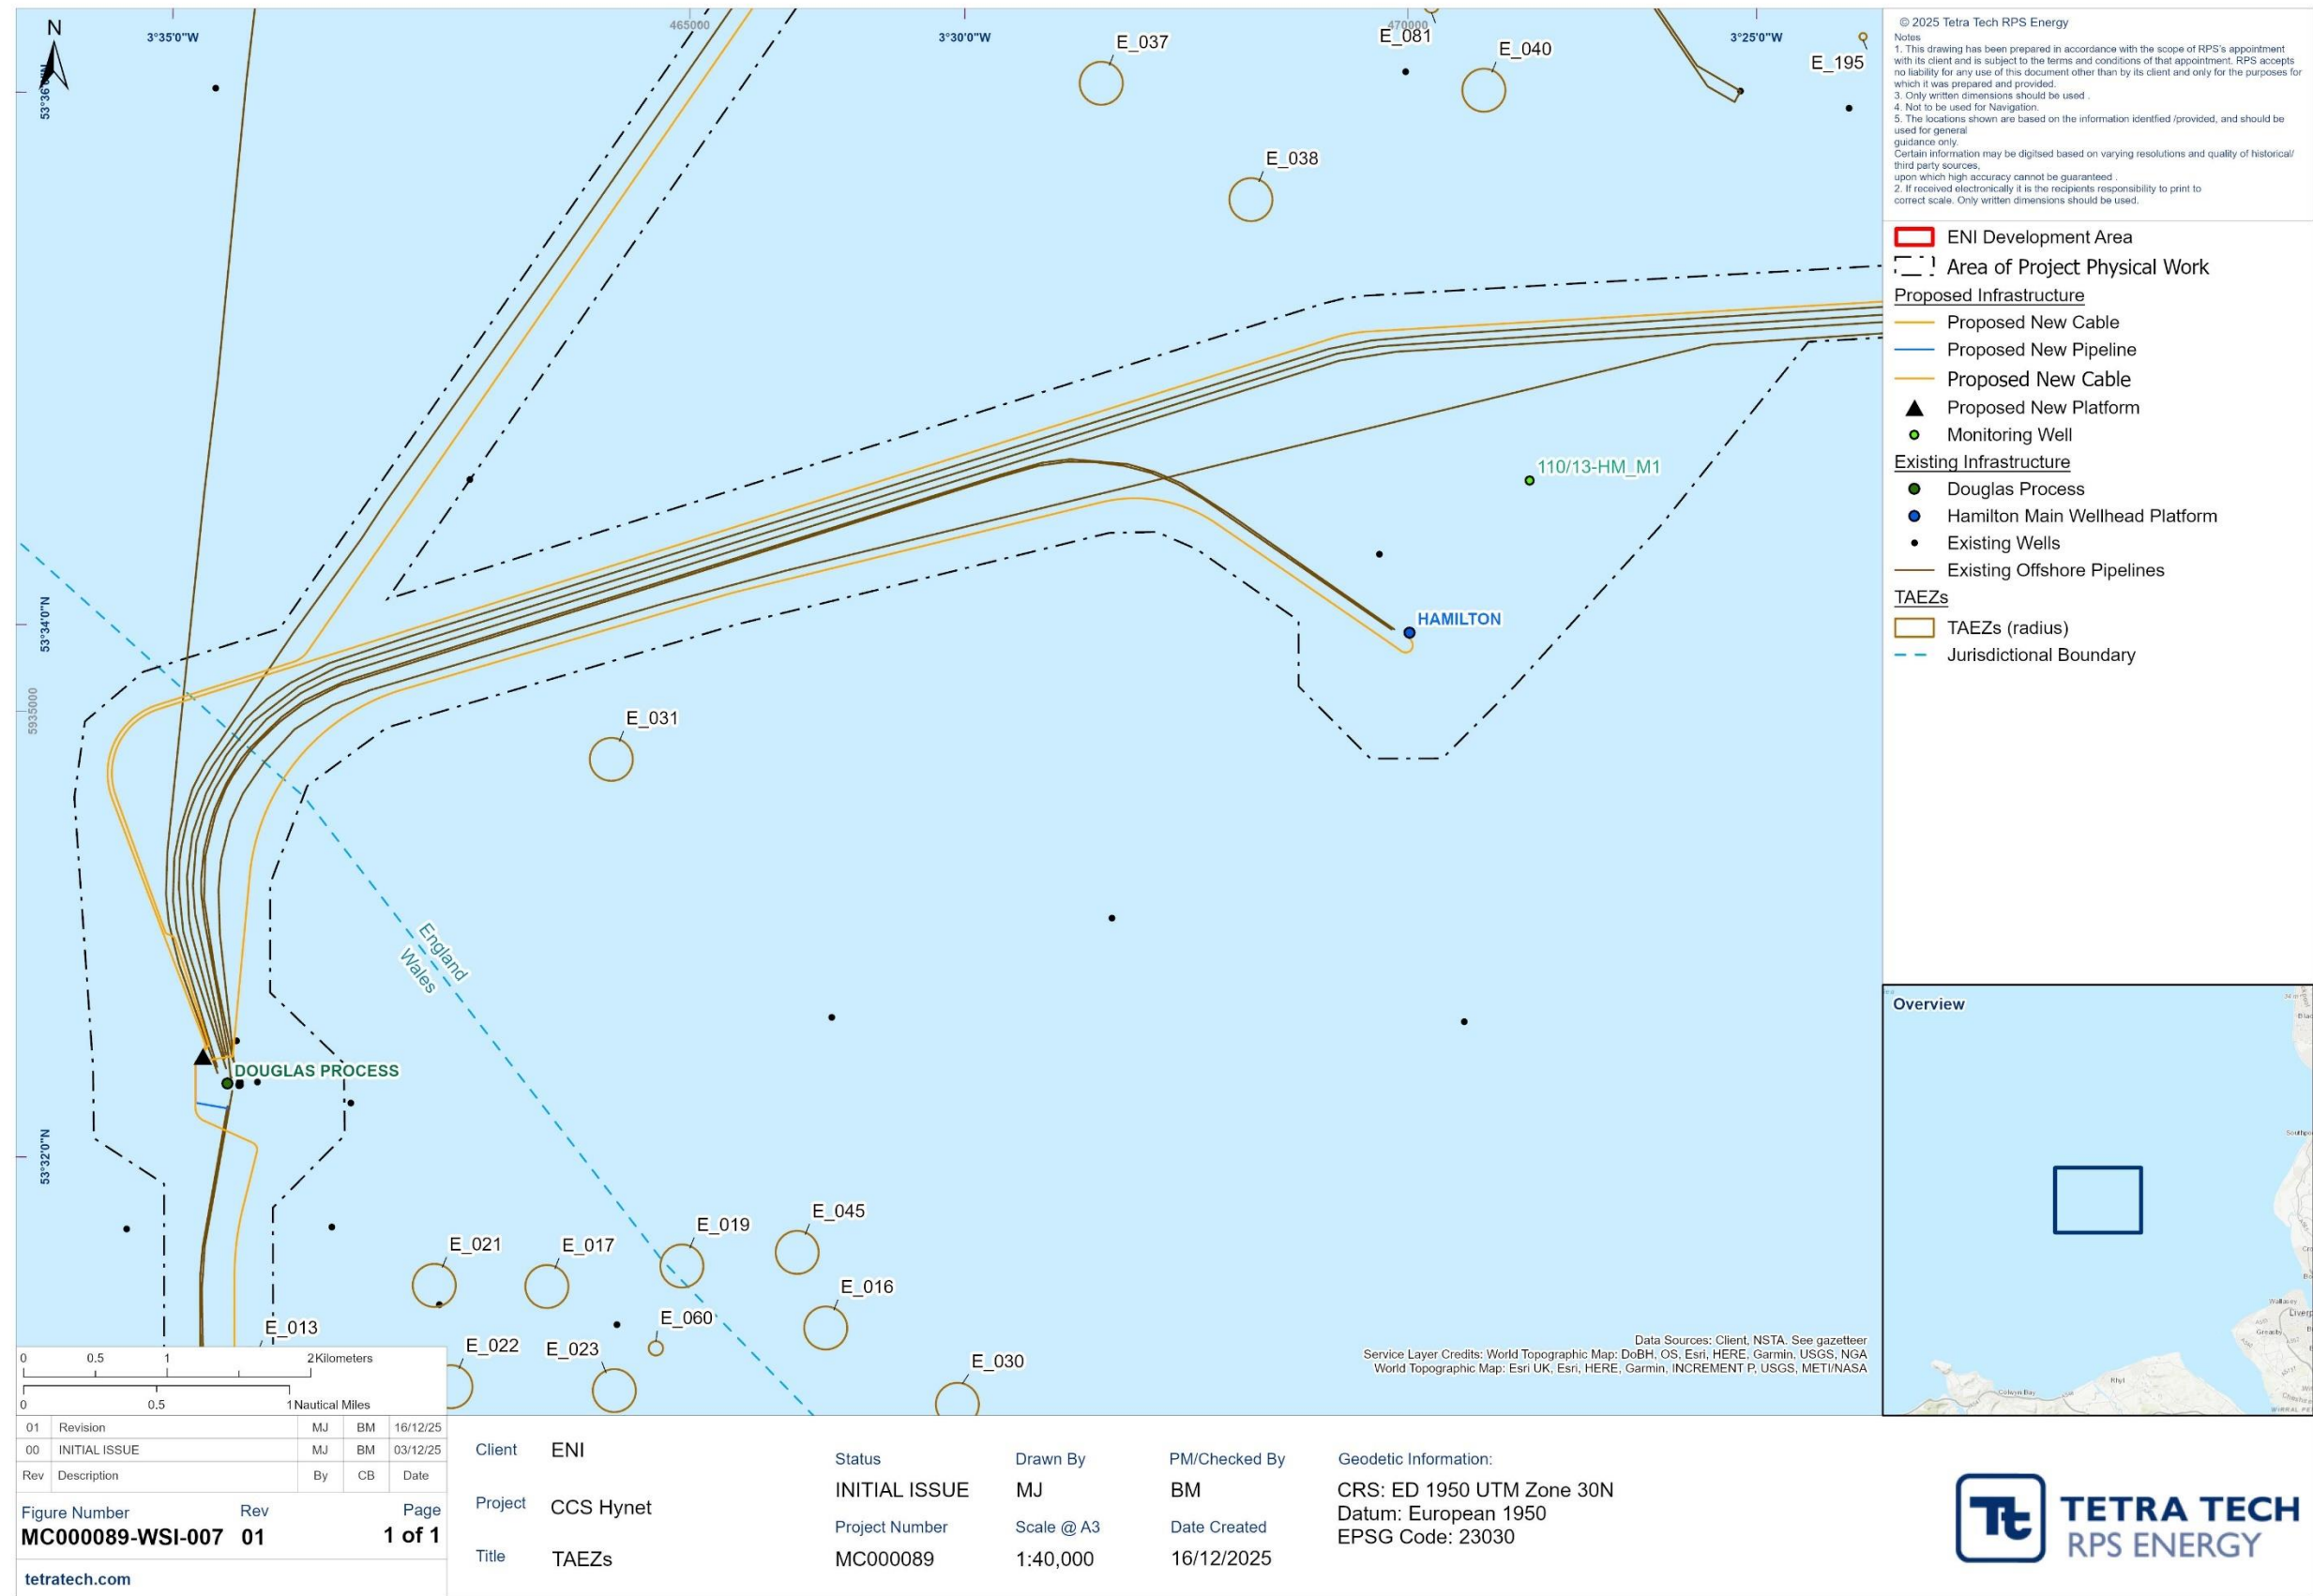 N
3°35'0"W
465000
3°30'0"W
470000
3°25'0"W
53°36'0"N
53°34'0"N
5935000
53°32'0"N
E_037
E_081
E_040
E_195
E_038
110/13-HM_M1
HAMILTON
E_031
England
Wales
DOUGLAS PROCESS
E_021
E_017
E_019
E_045
E_016
E_060
E_013
E_022
E_023
E_030
Data Sources: Client, NSTA. See gazetteer
Service Layer Credits: World Topographic Map: DoBH, OS, Esri, HERE, Garmin, USGS, NGA
World Topographic Map: Esri UK, Esri, HERE, Garmin, INCREMENT P, USGS, METI/NASA
0 0.5 1 2Kilometers
0 0.5 1 Nautical Miles
© 2025 Tetra Tech RPS Energy
Notes
1. This drawing has been prepared in accordance with the scope of RPS's appointment
with its client and is subject to the terms and conditions of that appointment. RPS accepts
no liability for any use of this document other than by its client and only for the purposes for
which it was prepared and provided.
3. Only written dimensions should be used .
4. Not to be used for Navigation.
5. The locations shown are based on the information identfied /provided, and should be
used for general
guidance only.
Certain information may be digitsed based on varying resolutions and quality of historical/
third party sources,
upon which high accuracy cannot be guaranteed .
2. If received electronically it is the recipients responsibility to print to
correct scale. Only written dimensions should be used.
ENI Development Area
Area of Project Physical Work
Proposed Infrastructure
Proposed New Cable
Proposed New Pipeline
Proposed New Cable
Proposed New Platform
Monitoring Well
Existing Infrastructure
Douglas Process
Hamilton Main Wellhead Platform
Existing Wells
Existing Offshore Pipelines
TAEZs
TAEZs (radius)
Jurisdictional Boundary
Overview
Colwyn Bay
Rhyl
Wallasey
Greasby
01 Revision MJ BM 16/12/25
00 INITIAL ISSUE MJ BM 03/12/25
Rev Description By CB Date
Figure Number Rev Page
MC000089-WSI-007 01 1 of 1
tetratech.com
Client ENI
Project CCS Hynet
Title TAEZs
Status Drawn By PM/Checked By
INITIAL ISSUE MJ BM
Project Number Scale @ A3 Date Created
MC000089 1:40,000 16/12/2025
Geodetic Information:
CRS: ED 1950 UTM Zone 30N
Datum: European 1950
EPSG Code: 23030
Tt
TETRA TECH
RPS ENERGY